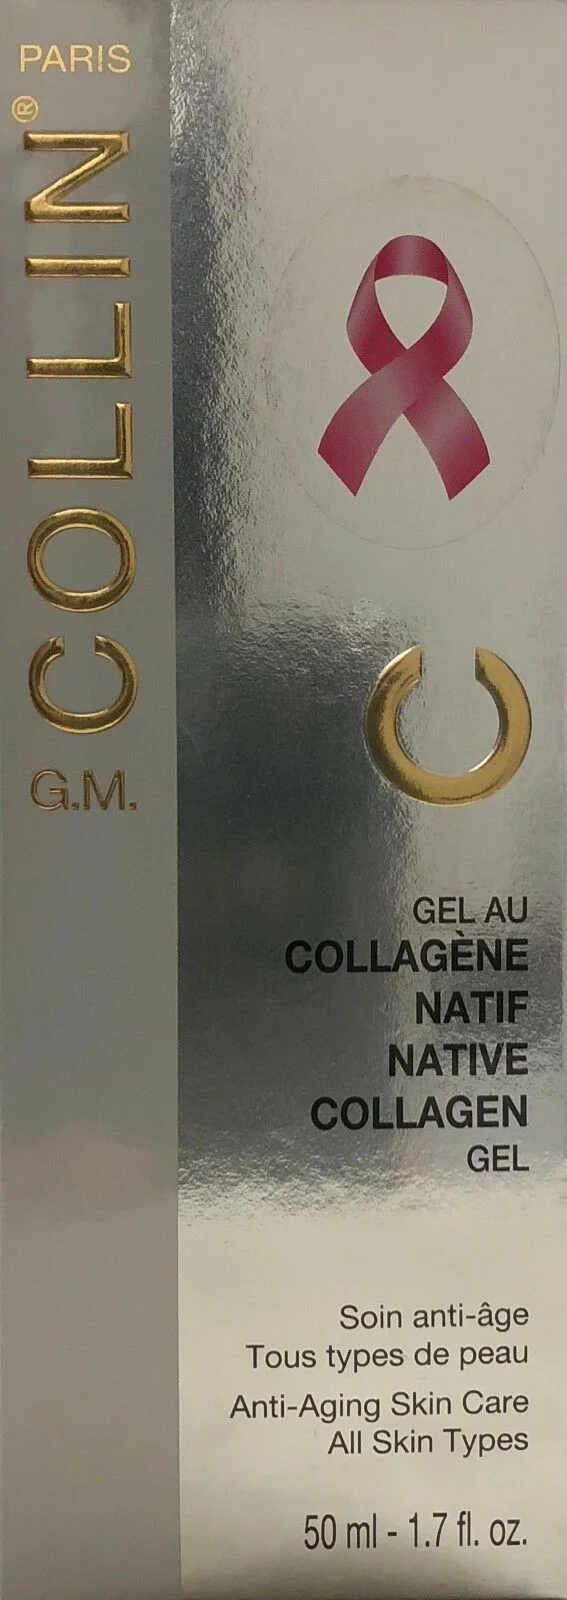 PARIS
G.M. COLLIN®
C
GEL AU
COLLAGÈNE
NATIF
NATIVE
COLLAGEN
GEL
Soin anti-âge
Tous types de peau
Anti-Aging Skin Care
All Skin Types
50 ml - 1.7 fl. oz.